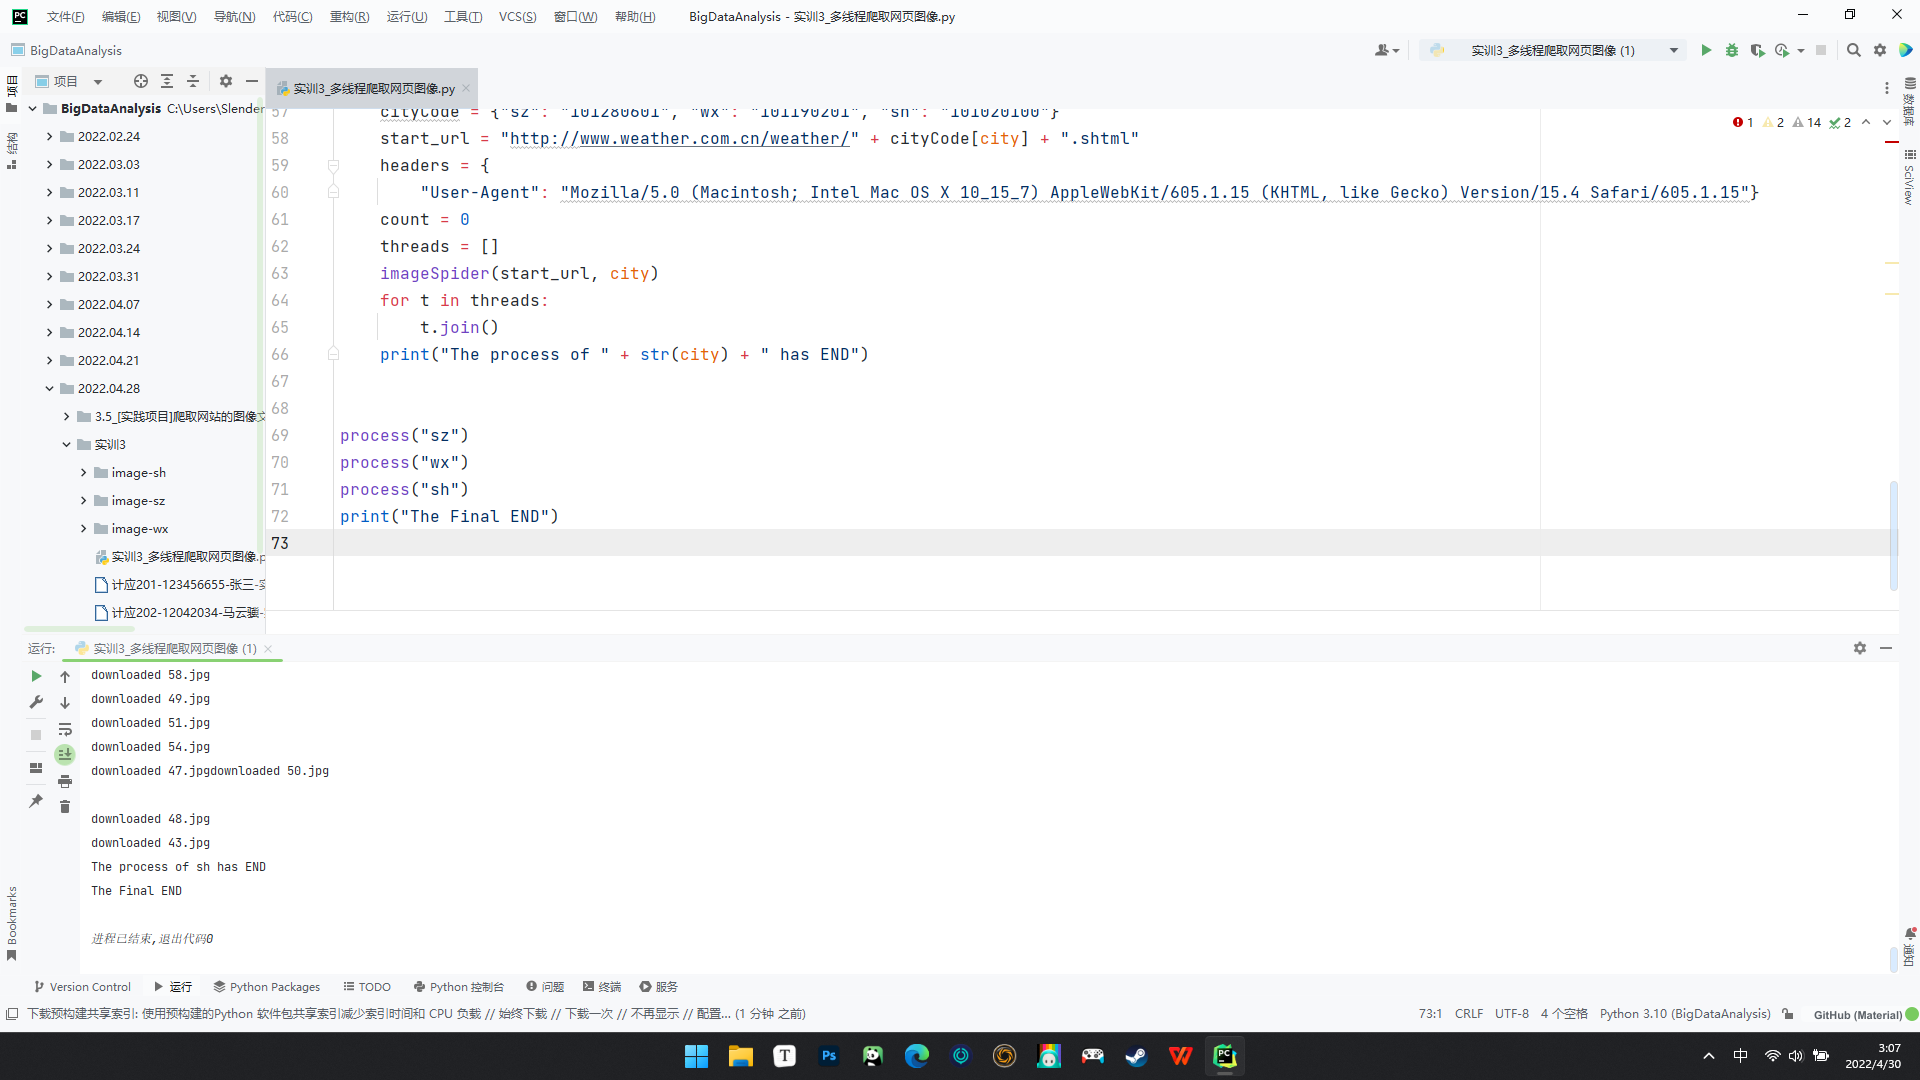 PC 文件(F) 编辑(E) 视图(V) 导航(N) 代码(C) 重构(R) 运行(U) 工具(T) VCS(S) 窗口(W) 帮助(H) BigDataAnalysis - 实训3_多线程爬取网页图像.py
BigDataAnalysis
实训3_多线程爬取网页图像 (1)
项目
结构
Bookmarks
项目
BigDataAnalysis C:\Users\Slender
2022.02.24
2022.03.03
2022.03.11
2022.03.17
2022.03.24
2022.03.31
2022.04.07
2022.04.14
2022.04.21
2022.04.28
3.5_[实践项目]爬取网站的图像文
实训3
image-sh
image-sz
image-wx
实训3_多线程爬取网页图像.p
计应201-123456655-张三-实
计应202-12042034-马云骥-
实训3_多线程爬取网页图像.py
1 2 14 2
57 cityCode = {"sz": "101280601", "wx": "101190201", "sh": "101020100"}
58 start_url = "http://www.weather.com.cn/weather/" + cityCode[city] + ".shtml"
59 headers = {
60 "User-Agent": "Mozilla/5.0 (Macintosh; Intel Mac OS X 10_15_7) AppleWebKit/605.1.15 (KHTML, like Gecko) Version/15.4 Safari/605.1.15"}
61 count = 0
62 threads = []
63 imageSpider(start_url, city)
64 for t in threads:
65 t.join()
66 print("The process of " + str(city) + " has END")
67
68
69 process("sz")
70 process("wx")
71 process("sh")
72 print("The Final END")
73
数据库
SciView
通知
运行: 实训3_多线程爬取网页图像 (1)
downloaded 58.jpg
downloaded 49.jpg
downloaded 51.jpg
downloaded 54.jpg
downloaded 47.jpgdownloaded 50.jpg
downloaded 48.jpg
downloaded 43.jpg
The process of sh has END
The Final END
进程已结束,退出代码0
Version Control 运行 Python Packages TODO Python 控制台 问题 终端 服务
下载预构建共享索引: 使用预构建的Python 软件包共享索引减少索引时间和 CPU 负载 // 始终下载 // 下载一次 // 不再显示 // 配置... (1 分钟 之前) 73:1 CRLF UTF-8 4 个空格 Python 3.10 (BigDataAnalysis) GitHub (Material)
T Ps PC 中 3:07
2022/4/30